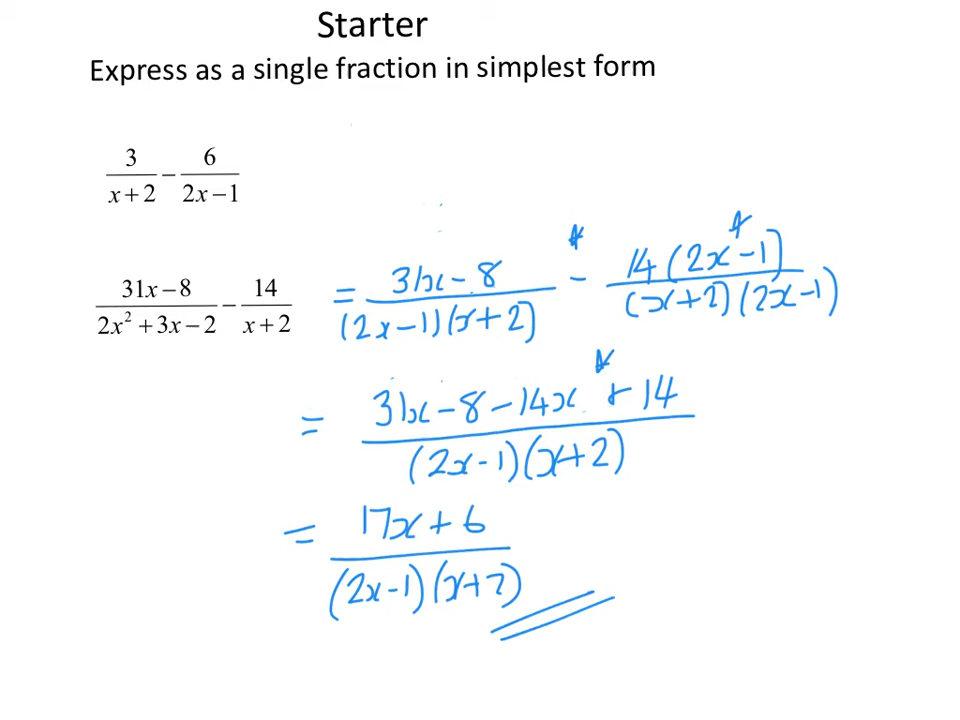 Starter
Express as a single fraction in simplest form
3/(x+2) − 6/(2x−1)
(31x−8)/(2x²+3x−2) − 14/(x+2) = (31x−8)/((2x−1)(x+2)) − 14(2x−1)/((x+2)(2x−1))
= (31x−8−14x+14)/((2x−1)(x+2))
= (17x+6)/((2x−1)(x+2))